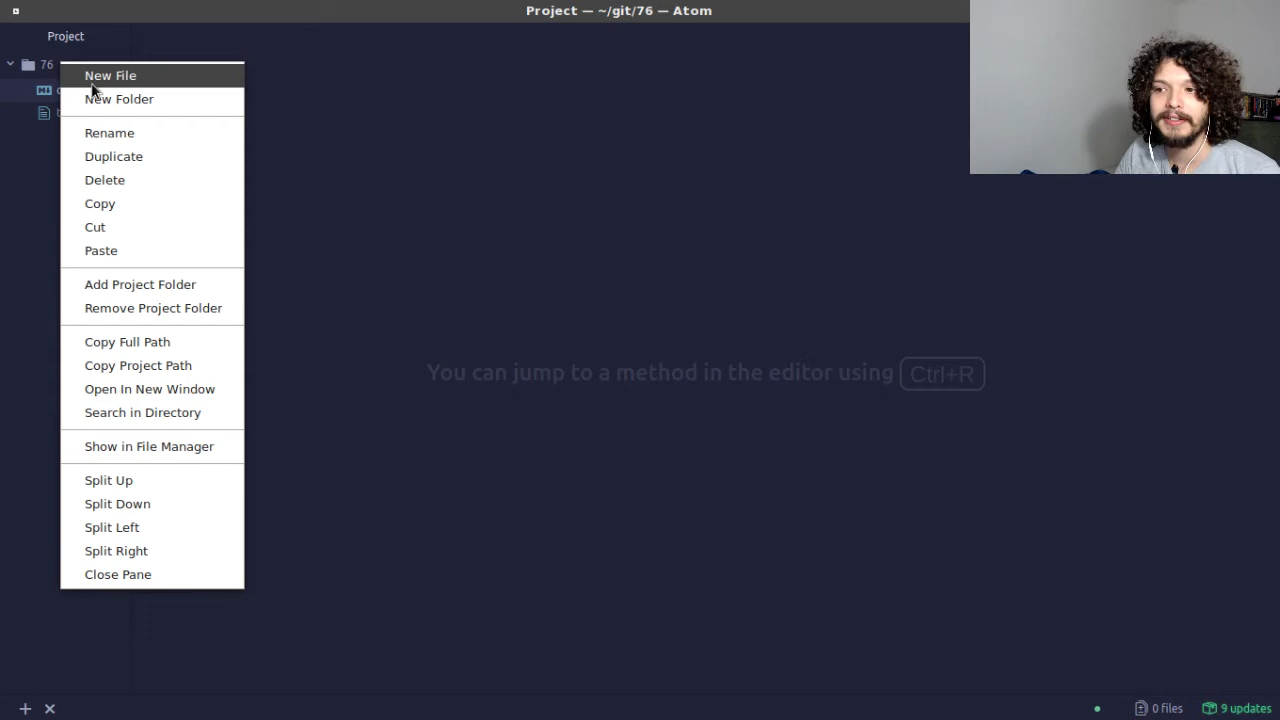 Project — ~/git/76 — Atom
Project
76
New File
New Folder
Rename
Duplicate
Delete
Copy
Cut
Paste
Add Project Folder
Remove Project Folder
Copy Full Path
Copy Project Path
Open In New Window
Search in Directory
Show in File Manager
Split Up
Split Down
Split Left
Split Right
Close Pane
You can jump to a method in the editor using Ctrl+R
0 files
9 updates